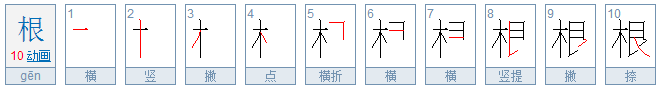 根 1 2 3 4 5 6 7 8 9 10
10 动画
gēn 横 竖 撇 点 横折 横 横 竖提 撇 捺